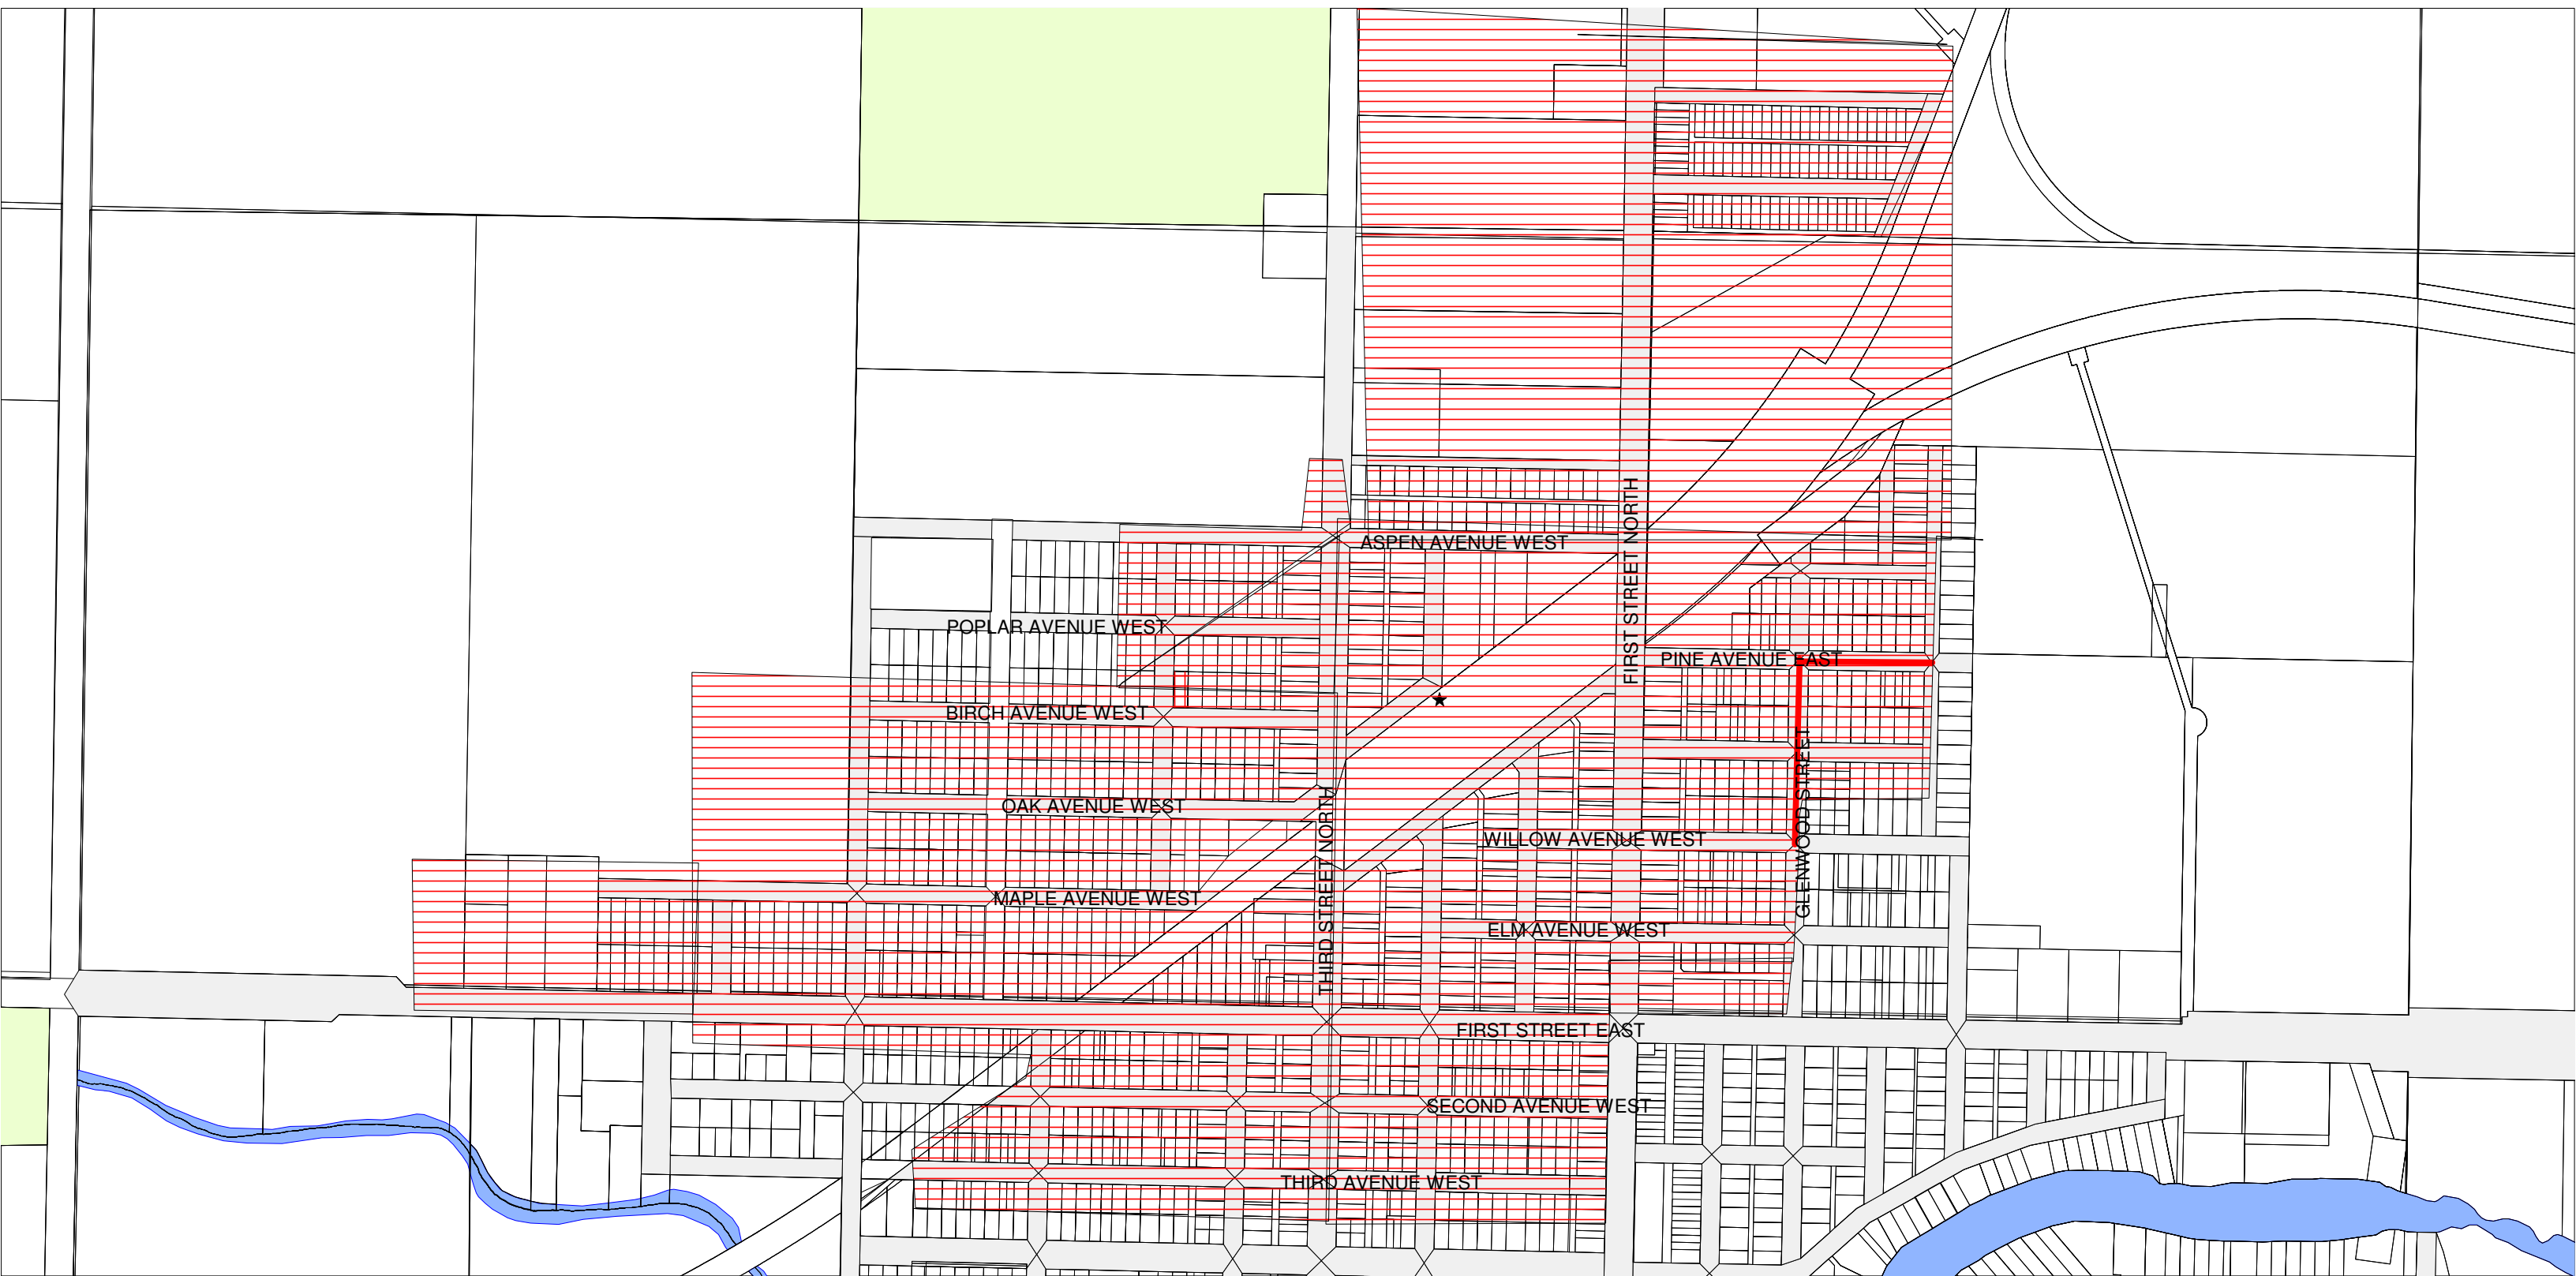 ASPEN AVENUE WEST
FIRST STREET NORTH
POPLAR AVENUE WEST
PINE AVENUE EAST
BIRCH AVENUE WEST
GLENWOOD STREET
OAK AVENUE WEST
THIRD STREET NORTH
WILLOW AVENUE WEST
MAPLE AVENUE WEST
ELM AVENUE WEST
FIRST STREET EAST
SECOND AVENUE WEST
THIRD AVENUE WEST